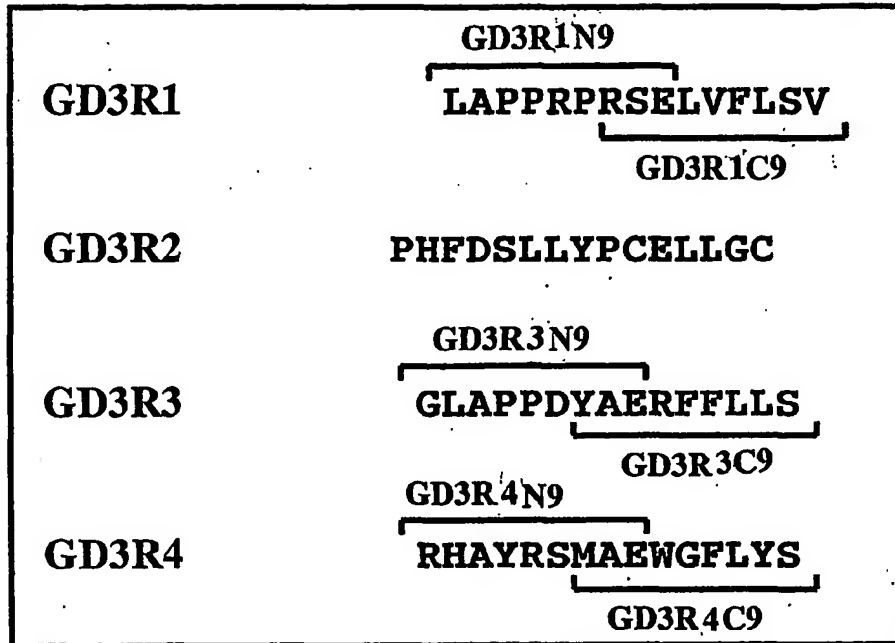 GD3R1N9
GD3R1 LAPPRPRSELVFLSV
GD3R1C9
GD3R2 PHFDSLLYPCELLGC
GD3R3N9
GD3R3 GLAPPDYAERFFLLS
GD3R3C9
GD3R4N9
GD3R4 RHAYRSMAEWGFLYS
GD3R4C9